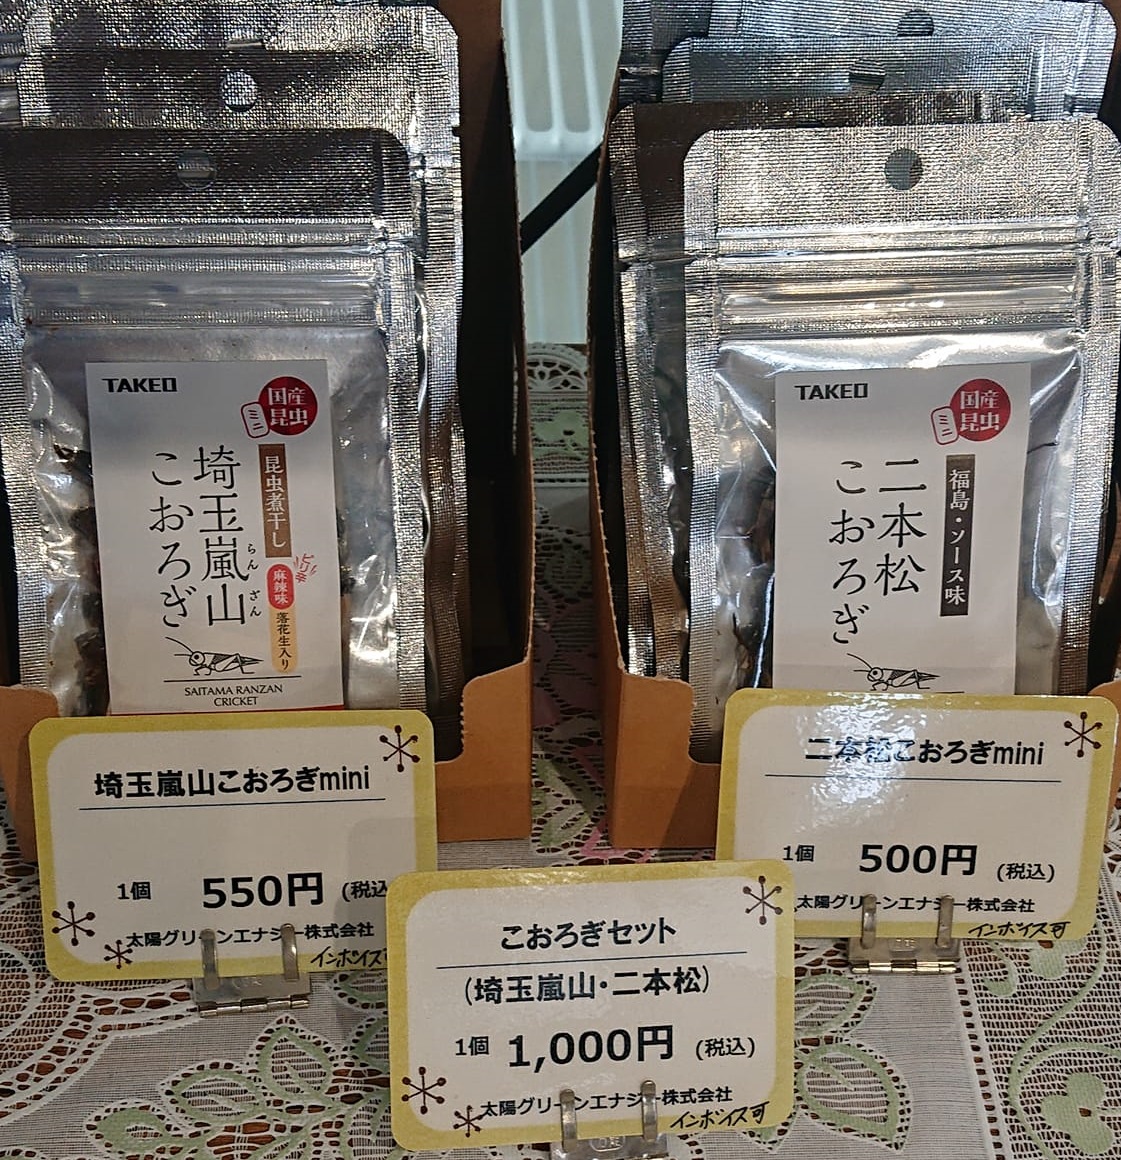 TAKEO
国産
昆虫
ミニ
昆虫煮干し
ピリ辛
麻辣味
落花生入り
埼玉嵐山
らんざん
こおろぎ
SAITAMA RANZAN
CRICKET
TAKEO
国産
昆虫
ミニ
福島・ソース味
二本松
こおろぎ
埼玉嵐山こおろぎmini
1個 550円 (税込
太陽グリーンエナジー株式会社
インボイス可
二本松こおろぎmini
1個 500円 (税込)
太陽グリーンエナジー株式会社
インボイス可
こおろぎセット
(埼玉嵐山・二本松)
1個 1,000円 (税込)
太陽グリーンエナジー株式会社
インボイス可